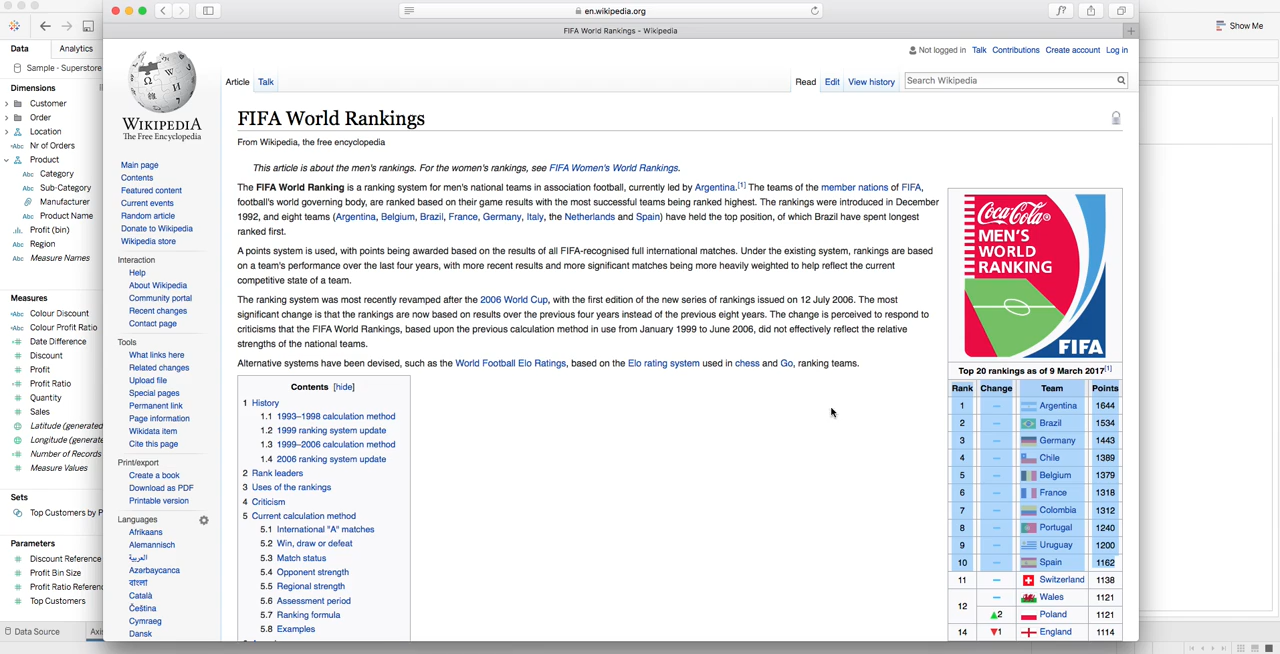 en.wikipedia.org
FIFA World Rankings - Wikipedia
Show Me
Data
Analytics
Sample - Superstore
Dimensions
Customer
Order
Location
Abc Nr of Orders
Product
Abc Category
Abc Sub-Category
Manufacturer
Abc Product Name
Profit (bin)
Abc Region
Abc Measure Names
Measures
Abc Colour Discount
Abc Colour Profit Ratio
Date Difference
Discount
Profit
Profit Ratio
Quantity
Sales
Latitude (generated
Longitude (generate
Number of Records
Measure Values
Sets
Top Customers by P
Parameters
Discount Reference
Profit Bin Size
Profit Ratio Referenc
Top Customers
Data Source
Axi
WIKIPEDIA
The Free Encyclopedia
Main page
Contents
Featured content
Current events
Random article
Donate to Wikipedia
Wikipedia store
Interaction
Help
About Wikipedia
Community portal
Recent changes
Contact page
Tools
What links here
Related changes
Upload file
Special pages
Permanent link
Page information
Wikidata item
Cite this page
Print/export
Create a book
Download as PDF
Printable version
Languages
Afrikaans
Alemannisch
العربية
Azərbaycanca
বাংলা
Català
Čeština
Cymraeg
Dansk
Not logged in Talk Contributions Create account Log in
Article Talk
Read Edit View history
Search Wikipedia
FIFA World Rankings
From Wikipedia, the free encyclopedia
This article is about the men's rankings. For the women's rankings, see FIFA Women's World Rankings.
The FIFA World Ranking is a ranking system for men's national teams in association football, currently led by Argentina.[1] The teams of the member nations of FIFA,
football's world governing body, are ranked based on their game results with the most successful teams being ranked highest. The rankings were introduced in December
1992, and eight teams (Argentina, Belgium, Brazil, France, Germany, Italy, the Netherlands and Spain) have held the top position, of which Brazil have spent longest
ranked first.
A points system is used, with points being awarded based on the results of all FIFA-recognised full international matches. Under the existing system, rankings are based
on a team's performance over the last four years, with more recent results and more significant matches being more heavily weighted to help reflect the current
competitive state of a team.
The ranking system was most recently revamped after the 2006 World Cup, with the first edition of the new series of rankings issued on 12 July 2006. The most
significant change is that the rankings are now based on results over the previous four years instead of the previous eight years. The change is perceived to respond to
criticisms that the FIFA World Rankings, based upon the previous calculation method in use from January 1999 to June 2006, did not effectively reflect the relative
strengths of the national teams.
Alternative systems have been devised, such as the World Football Elo Ratings, based on the Elo rating system used in chess and Go, ranking teams.
Contents [hide]
1 History
1.1 1993–1998 calculation method
1.2 1999 ranking system update
1.3 1999–2006 calculation method
1.4 2006 ranking system update
2 Rank leaders
3 Uses of the rankings
4 Criticism
5 Current calculation method
5.1 International "A" matches
5.2 Win, draw or defeat
5.3 Match status
5.4 Opponent strength
5.5 Regional strength
5.6 Assessment period
5.7 Ranking formula
5.8 Examples
Coca-Cola®
MEN'S
WORLD
RANKING
FIFA
Top 20 rankings as of 9 March 2017[1]
Rank Change Team Points
1 Argentina 1644
2 Brazil 1534
3 Germany 1443
4 Chile 1389
5 Belgium 1379
6 France 1318
7 Colombia 1312
8 Portugal 1240
9 Uruguay 1200
10 Spain 1162
11 Switzerland 1138
12 Wales 1121
2 Poland 1121
14 1 England 1114